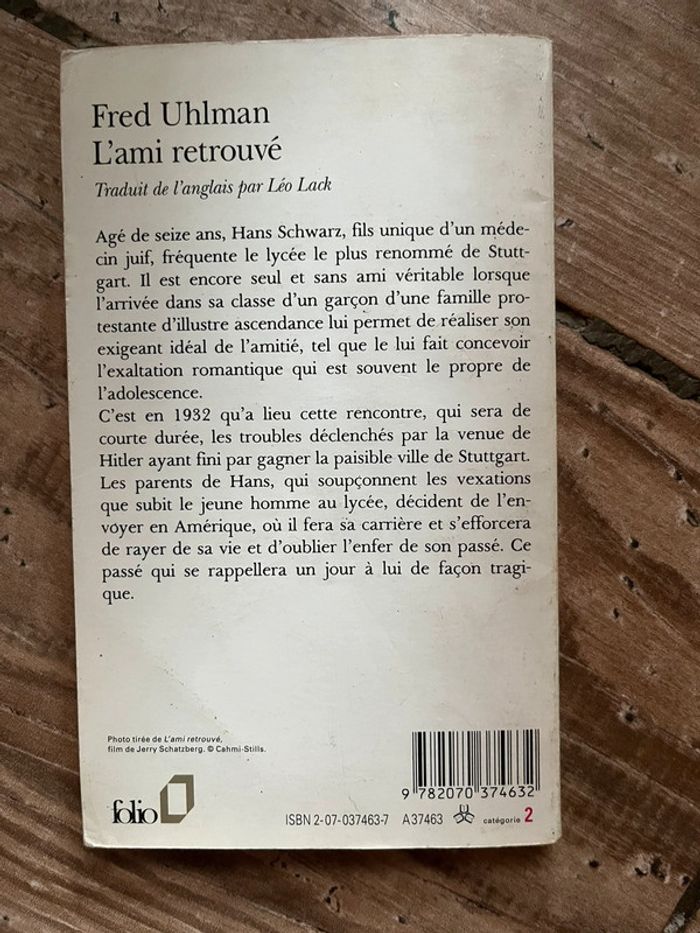 Fred Uhlman
L'ami retrouvé
Traduit de l'anglais par Léo Lack
Agé de seize ans, Hans Schwarz, fils unique d'un méde-
cin juif, fréquente le lycée le plus renommé de Stutt-
gart. Il est encore seul et sans ami véritable lorsque
l'arrivée dans sa classe d'un garçon d'une famille pro-
testante d'illustre ascendance lui permet de réaliser son
exigeant idéal de l'amitié, tel que le lui fait concevoir
l'exaltation romantique qui est souvent le propre de
l'adolescence.
C'est en 1932 qu'a lieu cette rencontre, qui sera de
courte durée, les troubles déclenchés par la venue de
Hitler ayant fini par gagner la paisible ville de Stuttgart.
Les parents de Hans, qui soupçonnent les vexations
que subit le jeune homme au lycée, décident de l'en-
voyer en Amérique, où il fera sa carrière et s'efforcera
de rayer de sa vie et d'oublier l'enfer de son passé. Ce
passé qui se rappellera un jour à lui de façon tragi-
que.
Photo tirée de L'ami retrouvé,
film de Jerry Schatzberg. © Cahmi-Stills.
9 782070 374632
folio
ISBN 2-07-037463-7 A 37463 catégorie 2